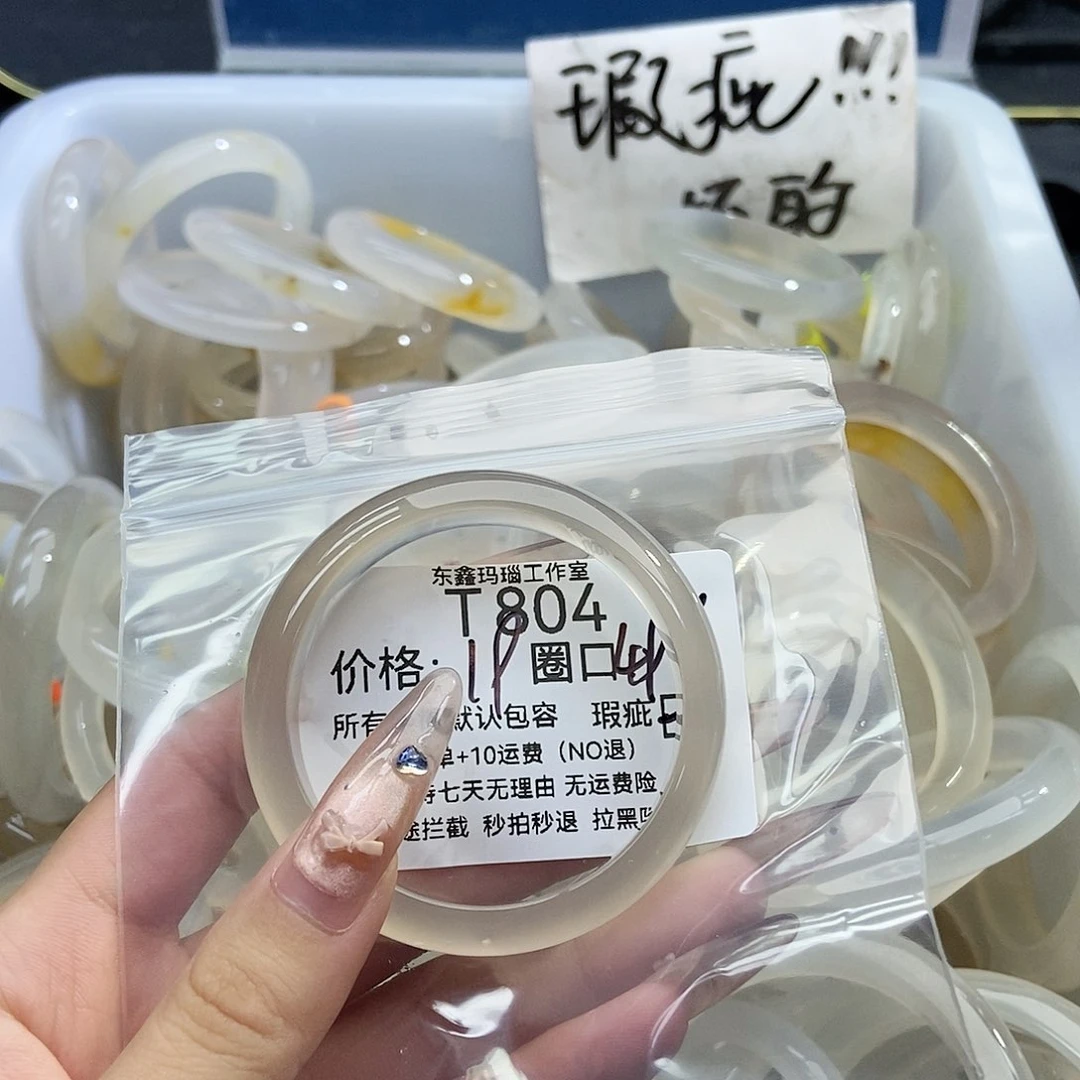 瑕疵!!!
的
东鑫玛瑙工作室
T804
价格: 圈口
所有 默认包容 瑕疵
单+10运费（NO退）
七天无理由 无运费险
拦截 秒拍秒退 拉黑